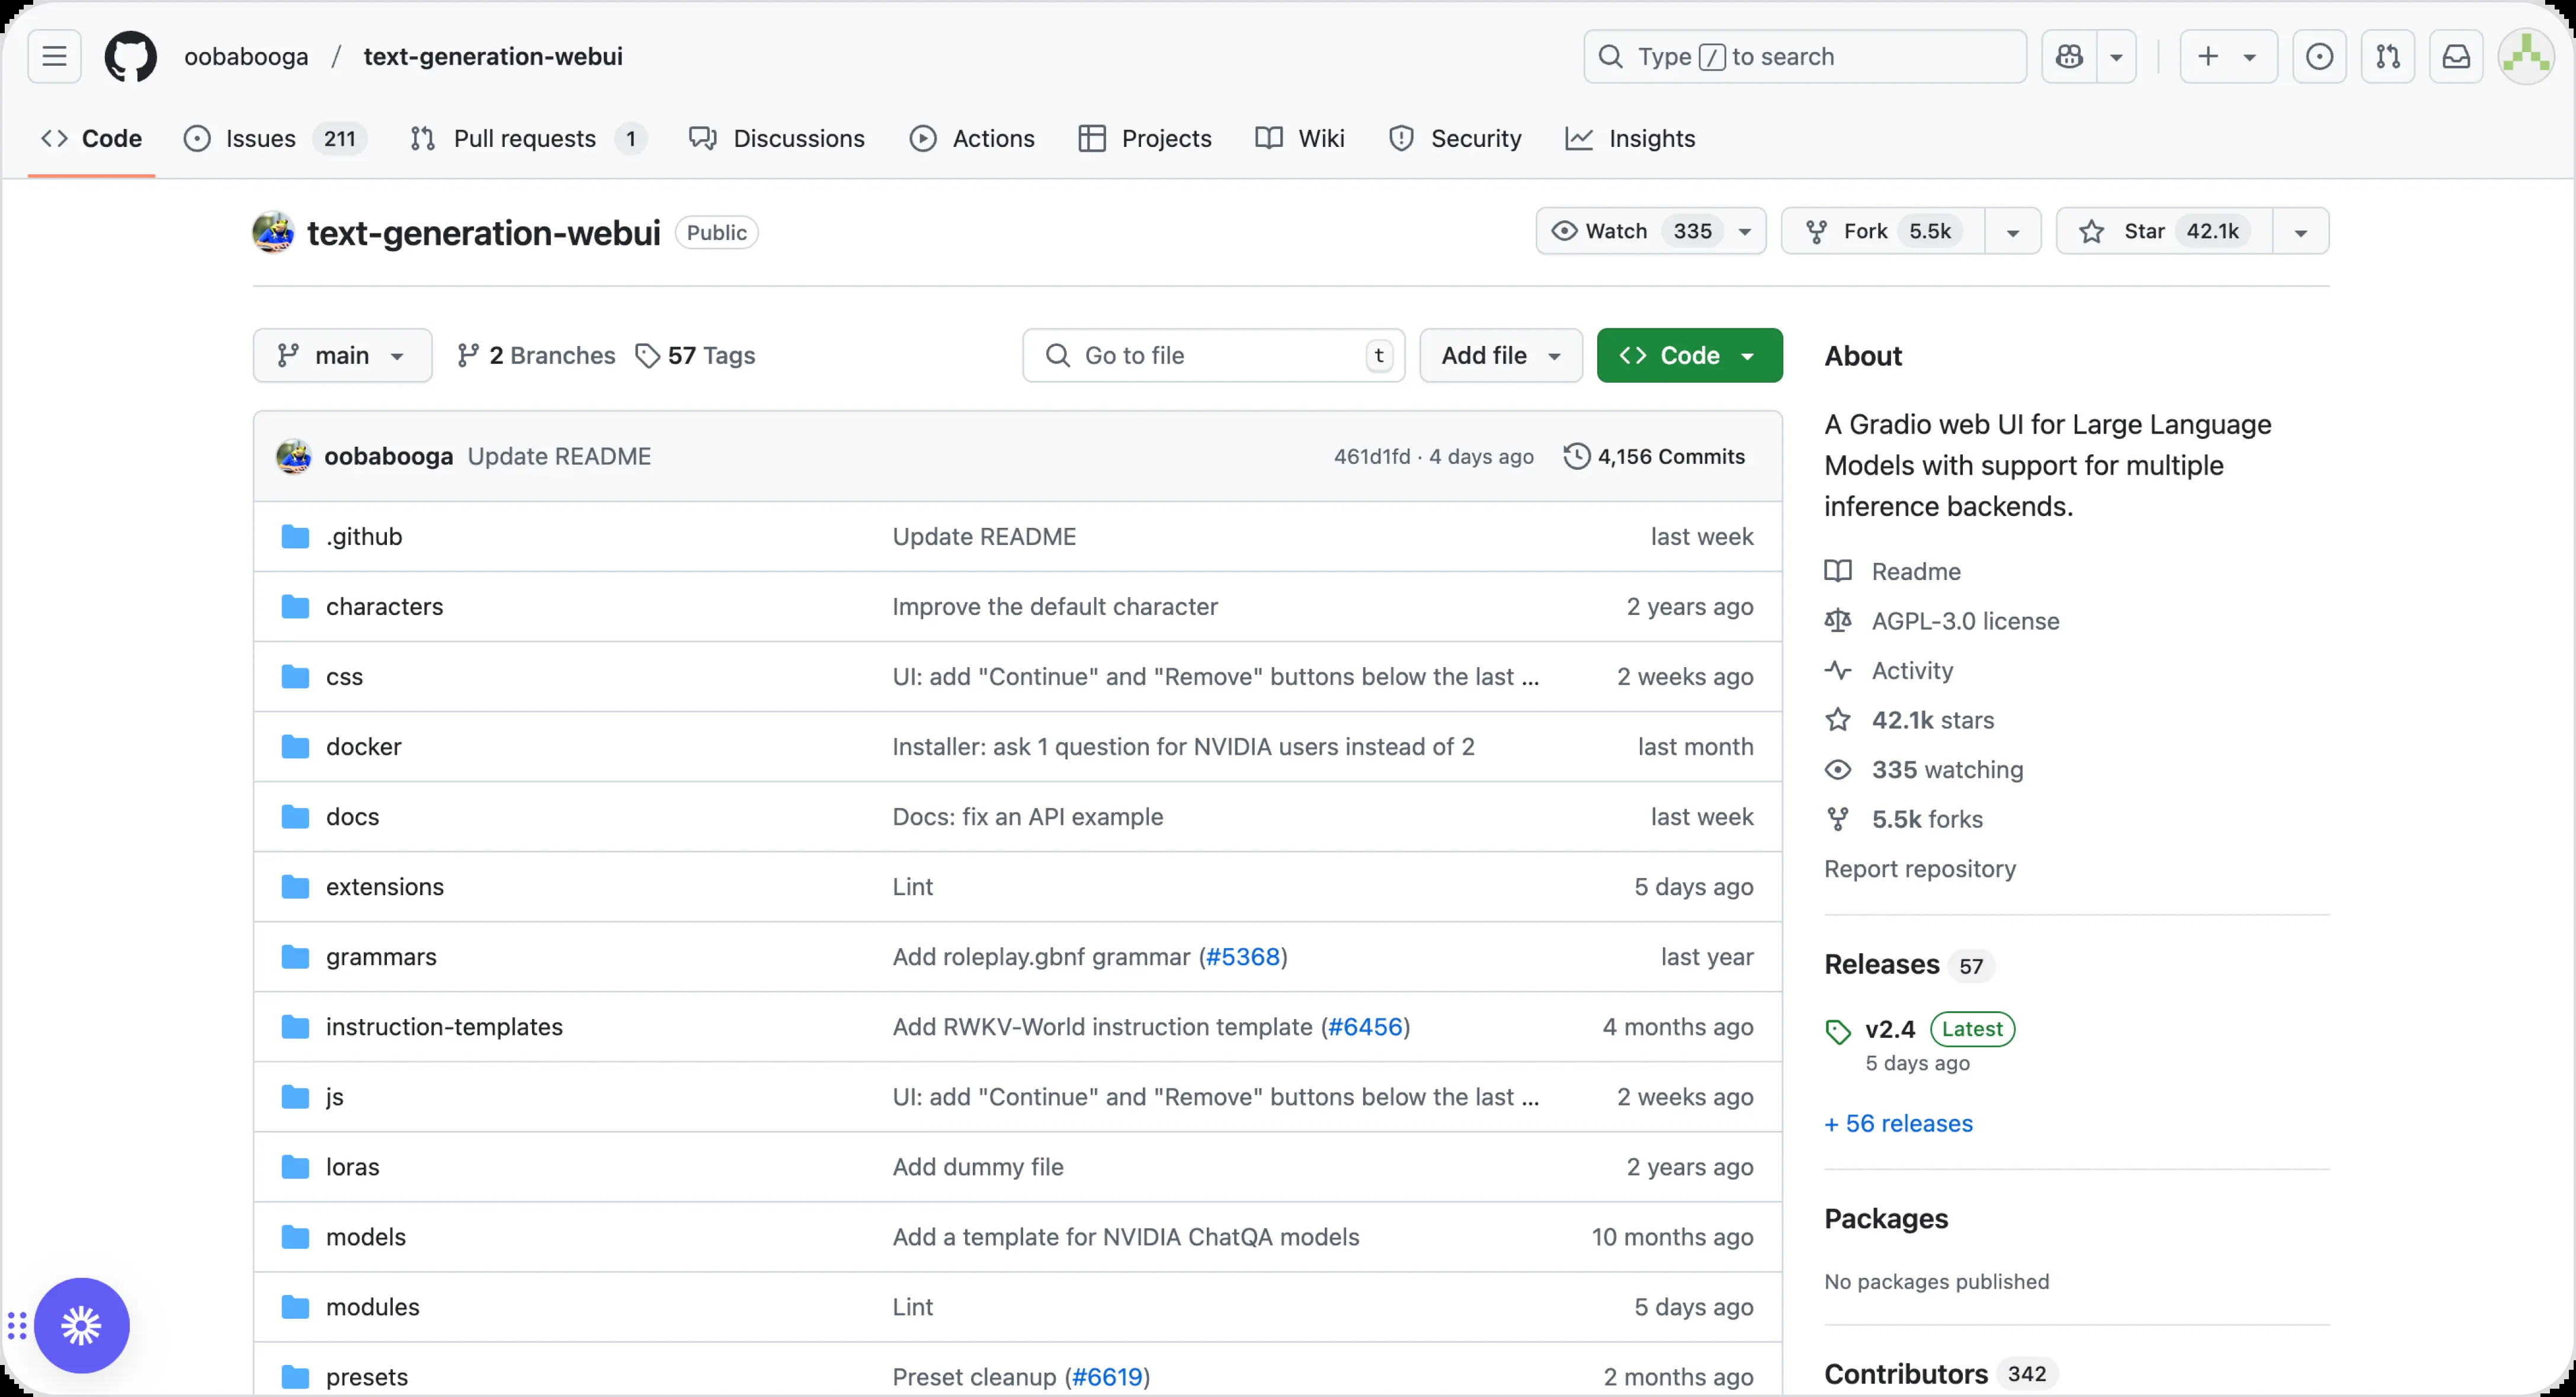 oobabooga / text-generation-webui
Type / to search
Code
Issues 211
Pull requests 1
Discussions
Actions
Projects
Wiki
Security
Insights
text-generation-webui Public
Watch 335
Fork 5.5k
Star 42.1k
main
2 Branches
57 Tags
Go to file t
Add file
Code
oobabooga Update README 461d1fd · 4 days ago 4,156 Commits
.github Update README last week
characters Improve the default character 2 years ago
css UI: add "Continue" and "Remove" buttons below the last ... 2 weeks ago
docker Installer: ask 1 question for NVIDIA users instead of 2 last month
docs Docs: fix an API example last week
extensions Lint 5 days ago
grammars Add roleplay.gbnf grammar (#5368) last year
instruction-templates Add RWKV-World instruction template (#6456) 4 months ago
js UI: add "Continue" and "Remove" buttons below the last ... 2 weeks ago
loras Add dummy file 2 years ago
models Add a template for NVIDIA ChatQA models 10 months ago
modules Lint 5 days ago
presets Preset cleanup (#6619) 2 months ago
About
A Gradio web UI for Large Language
Models with support for multiple
inference backends.
Readme
AGPL-3.0 license
Activity
42.1k stars
335 watching
5.5k forks
Report repository
Releases 57
v2.4 Latest
5 days ago
+ 56 releases
Packages
No packages published
Contributors 342